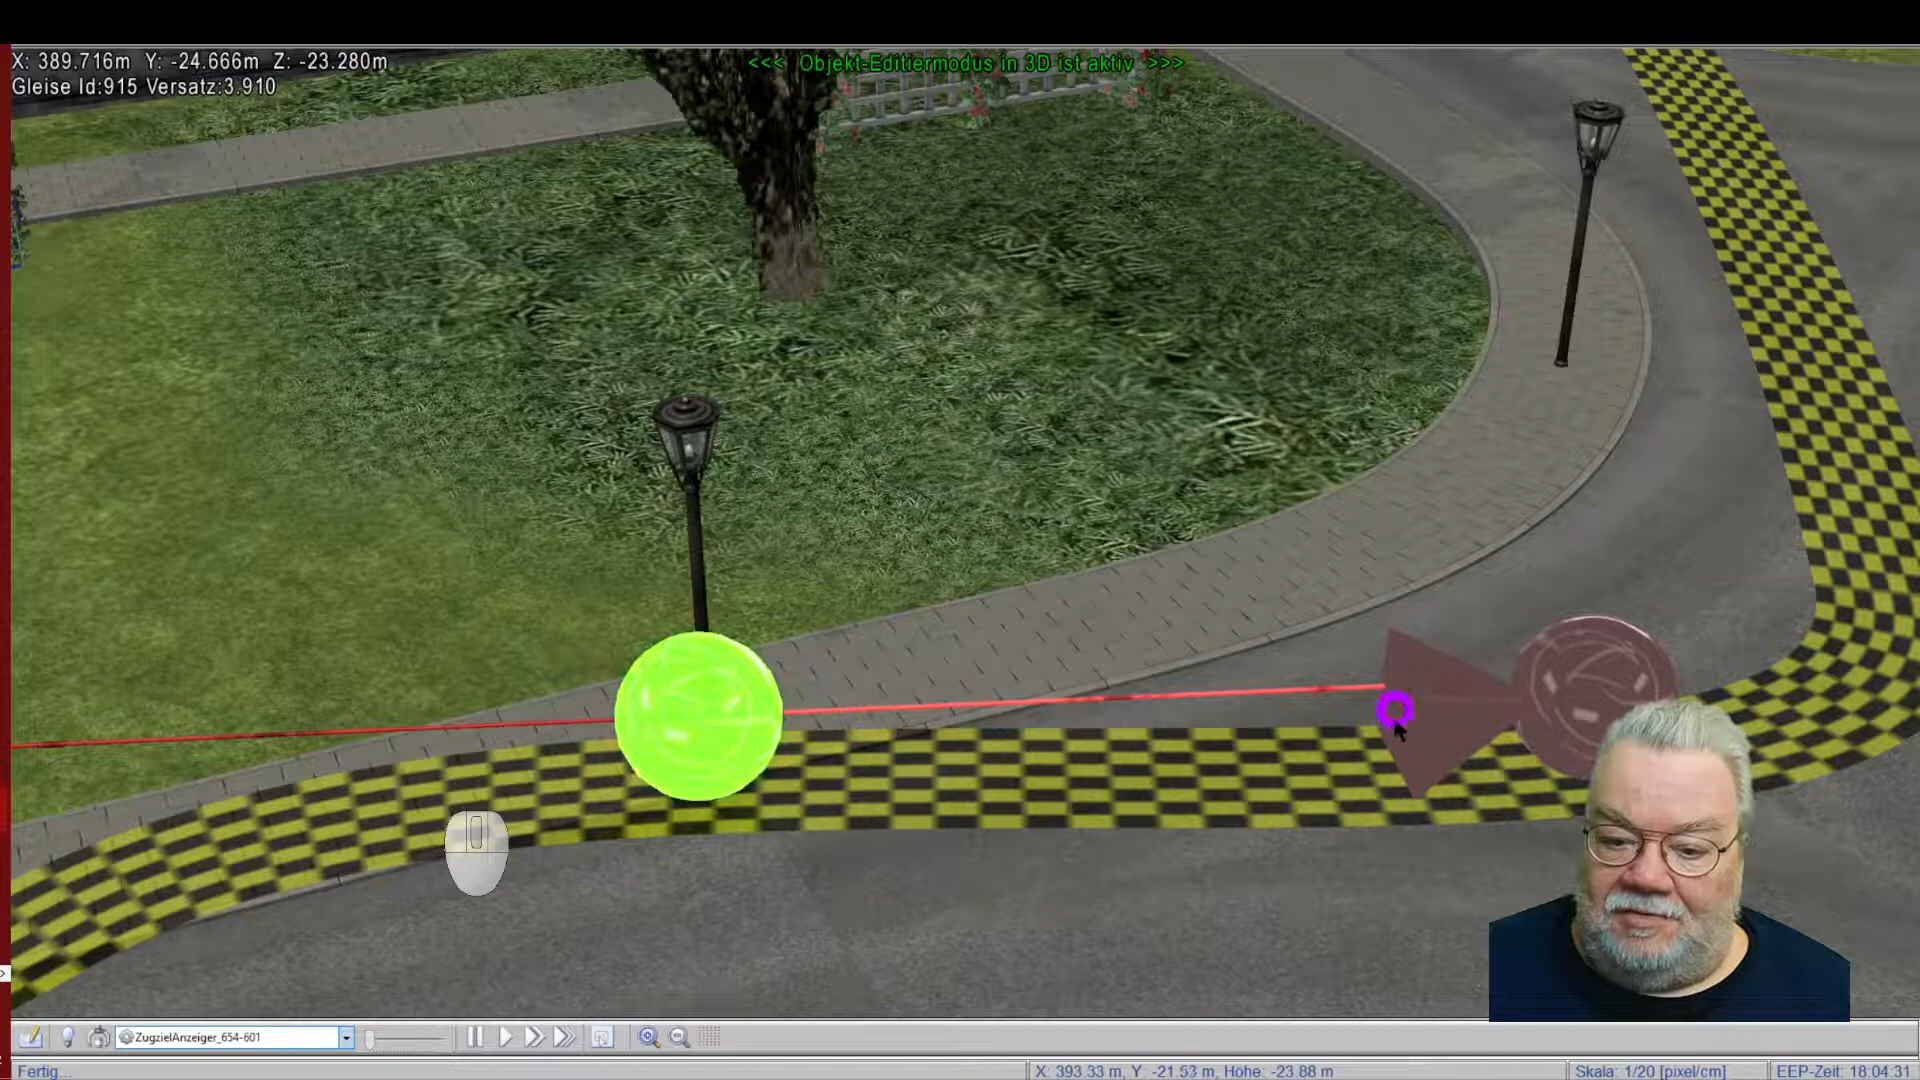 X: 389.716m Y: -24.666m Z: -23.280m
<<< Objekt-Editiermodus in 3D ist aktiv >>>
Gleise Id:915 Versatz:3.910
ZugzielAnzeiger_654-601
Fertig...
X: 393.33 m, Y: -21.53 m, Höhe: -23.88 m
Skala: 1/20 [pixel/cm]
EEP-Zeit: 18:04:31